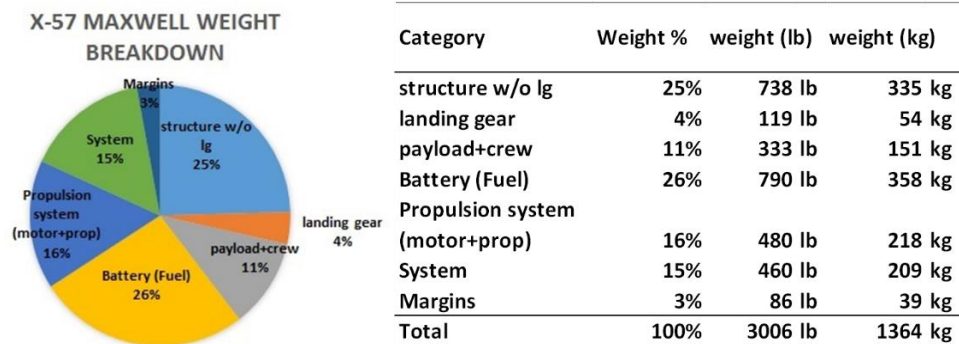 X-57 MAXWELL WEIGHT
BREAKDOWN
Margins
3%
structure w/o
lg
25%
System
15%
Propulsion
system
(motor+prop)
16%
landing gear
4%
payload+crew
11%
Battery (Fuel)
26%
Category Weight % weight (lb) weight (kg)
structure w/o lg 25% 738 lb 335 kg
landing gear 4% 119 lb 54 kg
payload+crew 11% 333 lb 151 kg
Battery (Fuel) 26% 790 lb 358 kg
Propulsion system
(motor+prop) 16% 480 lb 218 kg
System 15% 460 lb 209 kg
Margins 3% 86 lb 39 kg
Total 100% 3006 lb 1364 kg